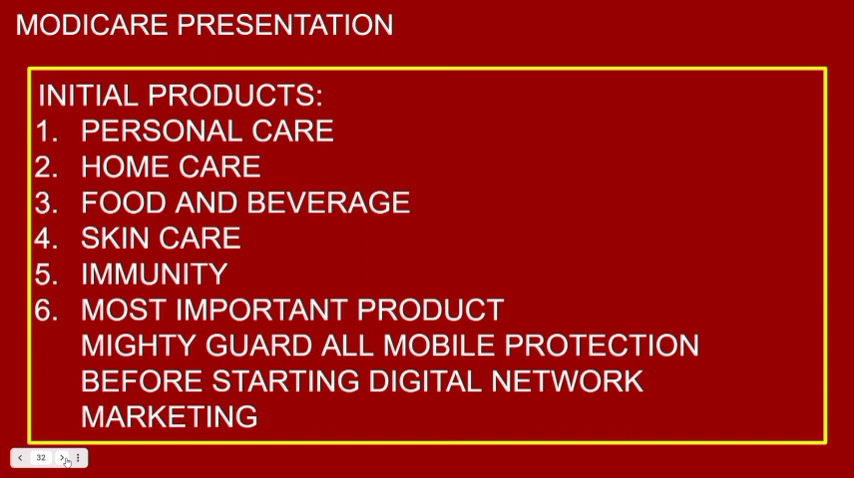 MODICARE PRESENTATION
INITIAL PRODUCTS:
1. PERSONAL CARE
2. HOME CARE
3. FOOD AND BEVERAGE
4. SKIN CARE
5. IMMUNITY
6. MOST IMPORTANT PRODUCT
MIGHTY GUARD ALL MOBILE PROTECTION
BEFORE STARTING DIGITAL NETWORK
MARKETING
32